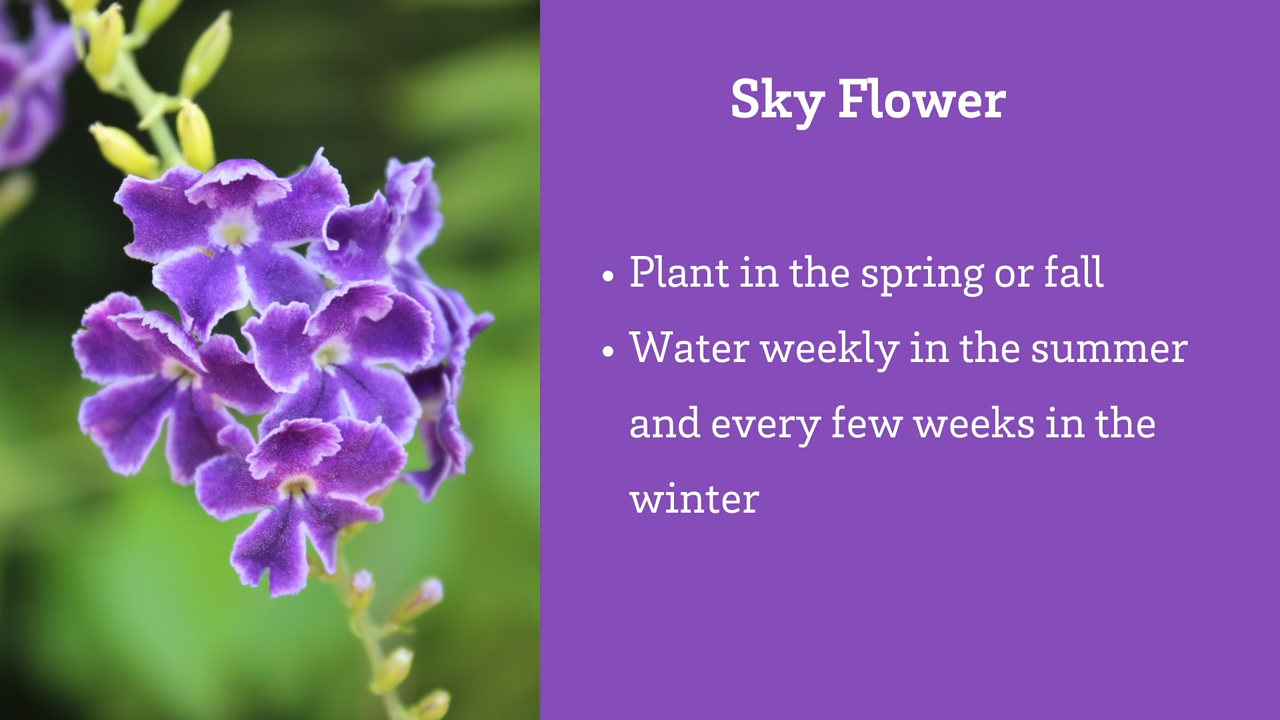 Sky Flower
• Plant in the spring or fall
• Water weekly in the summer
and every few weeks in the
winter